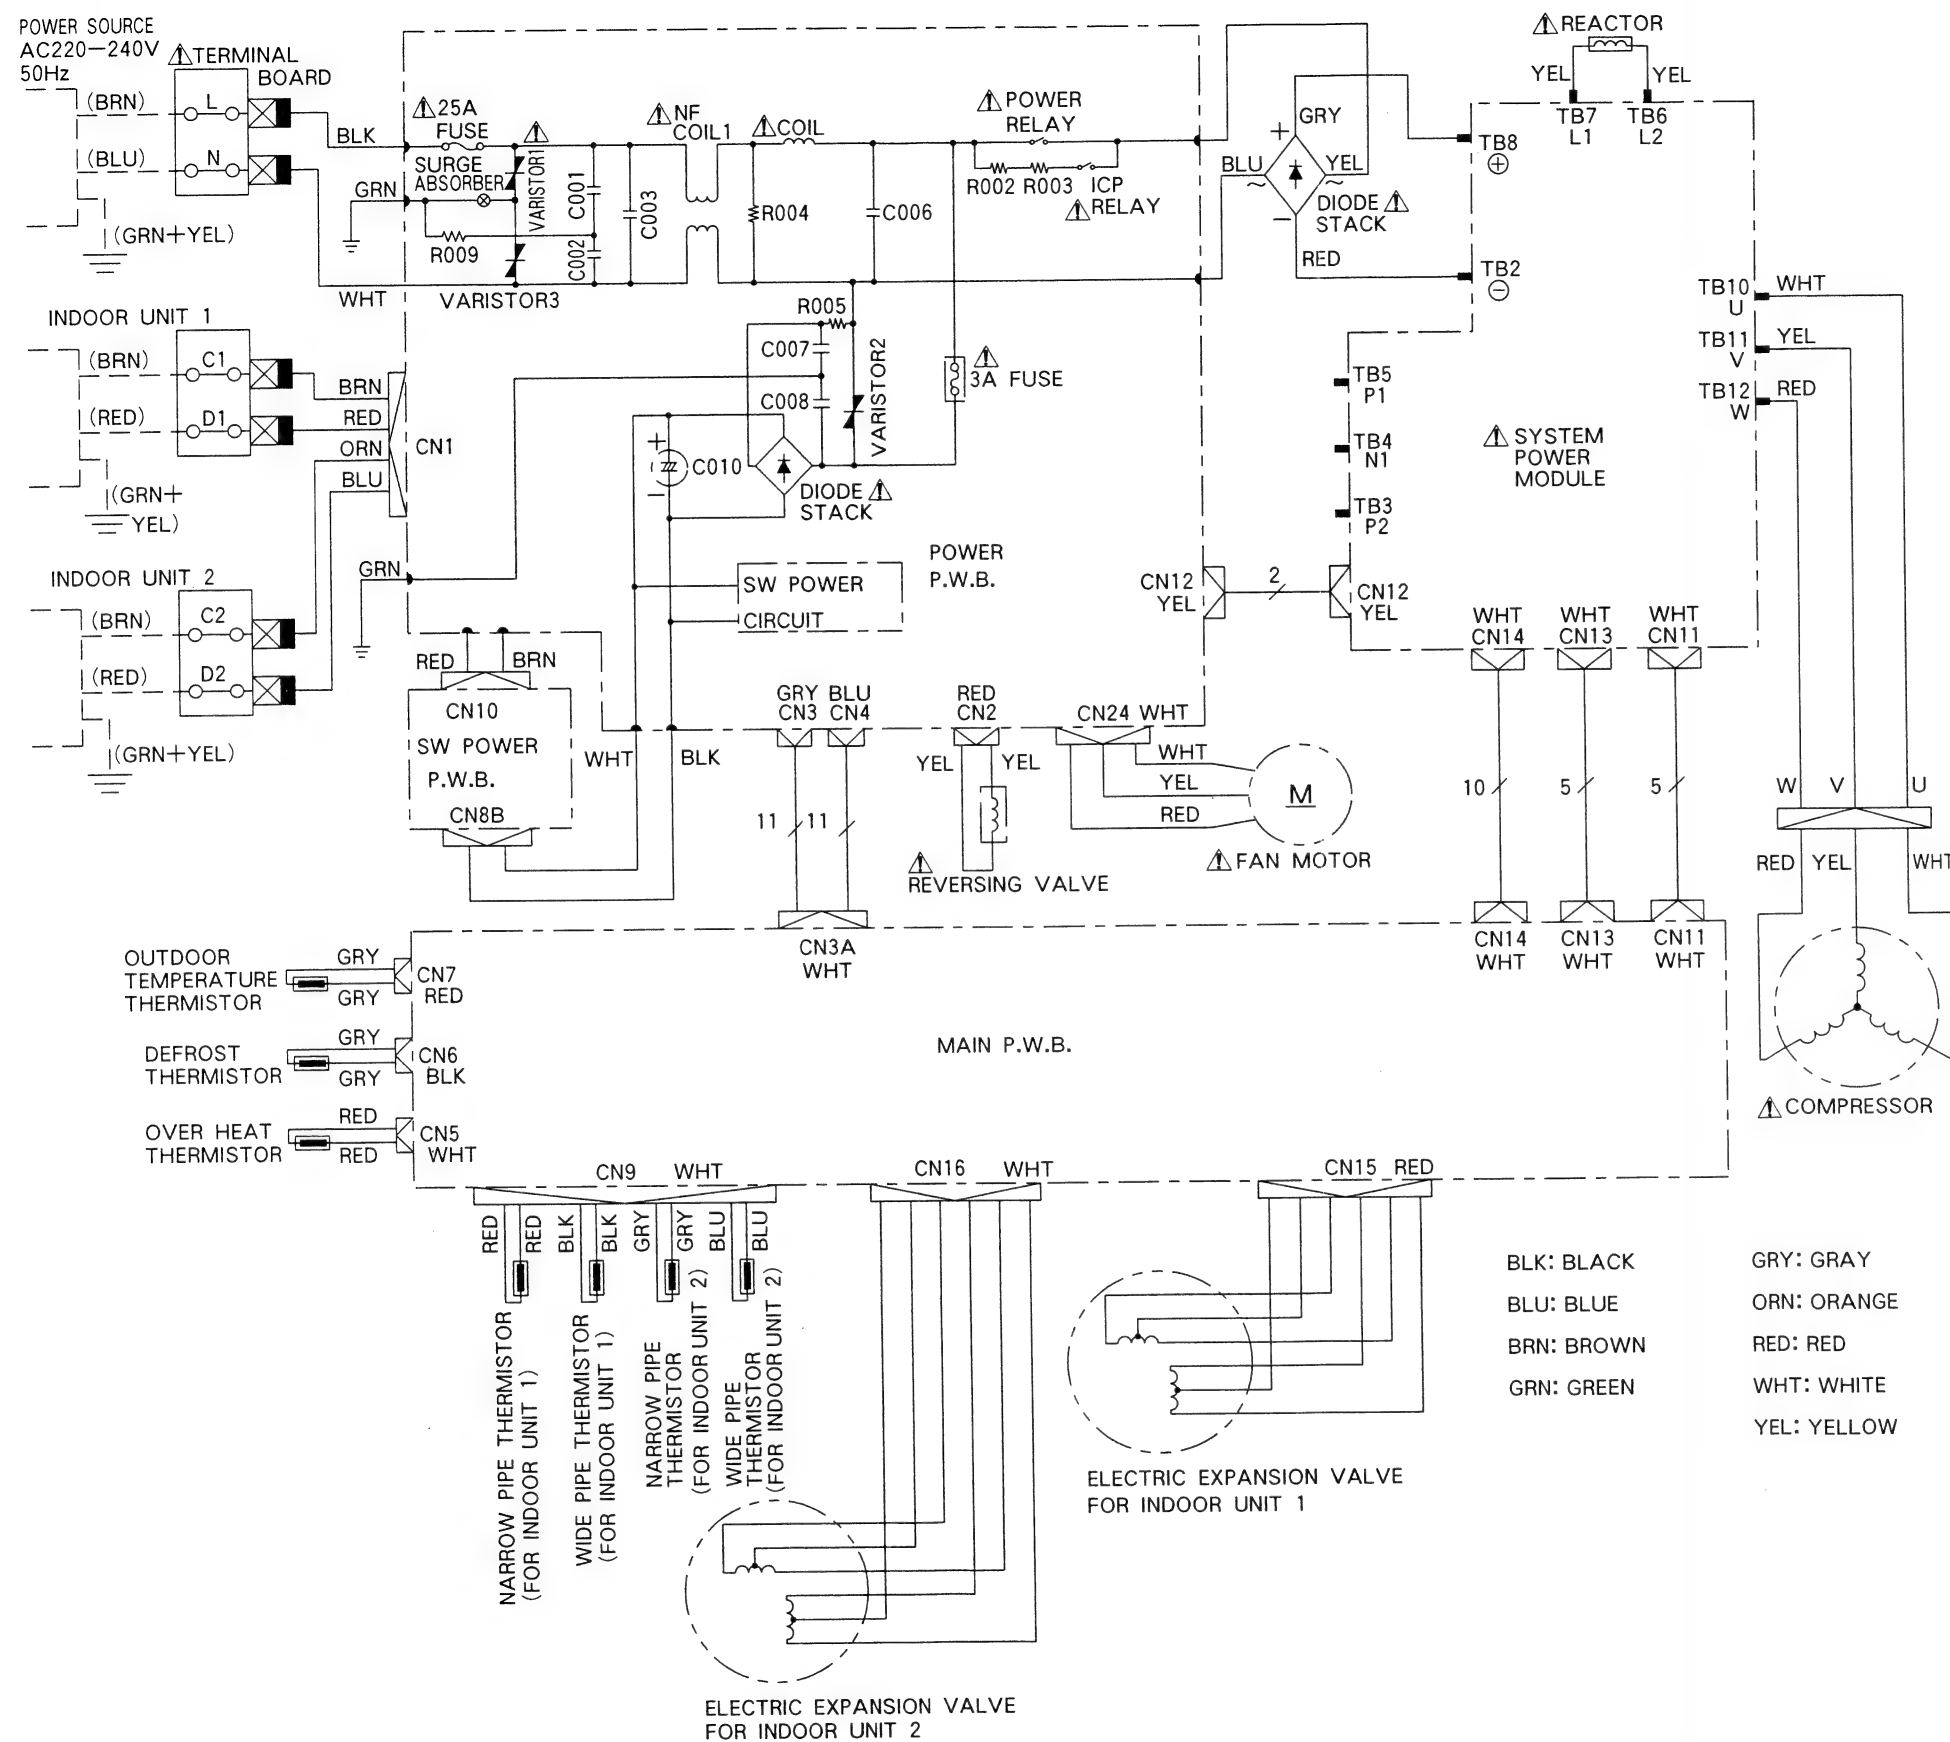 POWER SOURCE
AC220-240V
50Hz
TERMINAL
BOARD
(BRN)
L
(BLU)
N
(GRN+YEL)
BLK
GRN
WHT
25A
FUSE
SURGE
ABSORBER
VARISTOR1
R009
VARISTOR3
C001
C002
C003
NF
COIL1
COIL
R004
C006
POWER
RELAY
R002 R003 ICP
RELAY
BLU
~
+
GRY
YEL
~
DIODE
STACK
-
RED
REACTOR
YEL
YEL
TB7
L1
TB6
L2
TB8
+
TB2
-
TB10
U
WHT
TB11
V
YEL
TB12
W
RED
TB5
P1
TB4
N1
TB3
P2
SYSTEM
POWER
MODULE
INDOOR UNIT 1
(BRN)
C1
(RED)
D1
(GRN+
YEL)
BRN
RED
ORN
BLU
CN1
INDOOR UNIT 2
(BRN)
C2
(RED)
D2
(GRN+YEL)
GRN
R005
C007
C008
VARISTOR2
3A FUSE
+
C010
-
DIODE
STACK
POWER
P.W.B.
SW POWER
CIRCUIT
CN12
YEL
2
CN12
YEL
WHT
CN14
WHT
CN13
WHT
CN11
RED
BRN
CN10
SW POWER
P.W.B.
CN8B
WHT
BLK
GRY
CN3
BLU
CN4
11
11
RED
CN2
YEL
YEL
REVERSING VALVE
CN24 WHT
WHT
YEL
RED
M
FAN MOTOR
10
5
5
W
V
U
RED
YEL
WHT
COMPRESSOR
CN3A
WHT
CN14
WHT
CN13
WHT
CN11
WHT
MAIN P.W.B.
OUTDOOR
TEMPERATURE
THERMISTOR
GRY
GRY
CN7
RED
DEFROST
THERMISTOR
GRY
GRY
CN6
BLK
OVER HEAT
THERMISTOR
RED
RED
CN5
WHT
CN9 WHT
CN16 WHT
CN15 RED
RED
RED
BLK
BLK
GRY
GRY
BLU
BLU
NARROW PIPE THERMISTOR
(FOR INDOOR UNIT 1)
WIDE PIPE THERMISTOR
(FOR INDOOR UNIT 1)
NARROW PIPE
THERMISTOR
(FOR INDOOR UNIT 2)
WIDE PIPE
THERMISTOR
(FOR INDOOR UNIT 2)
ELECTRIC EXPANSION VALVE
FOR INDOOR UNIT 1
ELECTRIC EXPANSION VALVE
FOR INDOOR UNIT 2
BLK: BLACK
BLU: BLUE
BRN: BROWN
GRN: GREEN
GRY: GRAY
ORN: ORANGE
RED: RED
WHT: WHITE
YEL: YELLOW